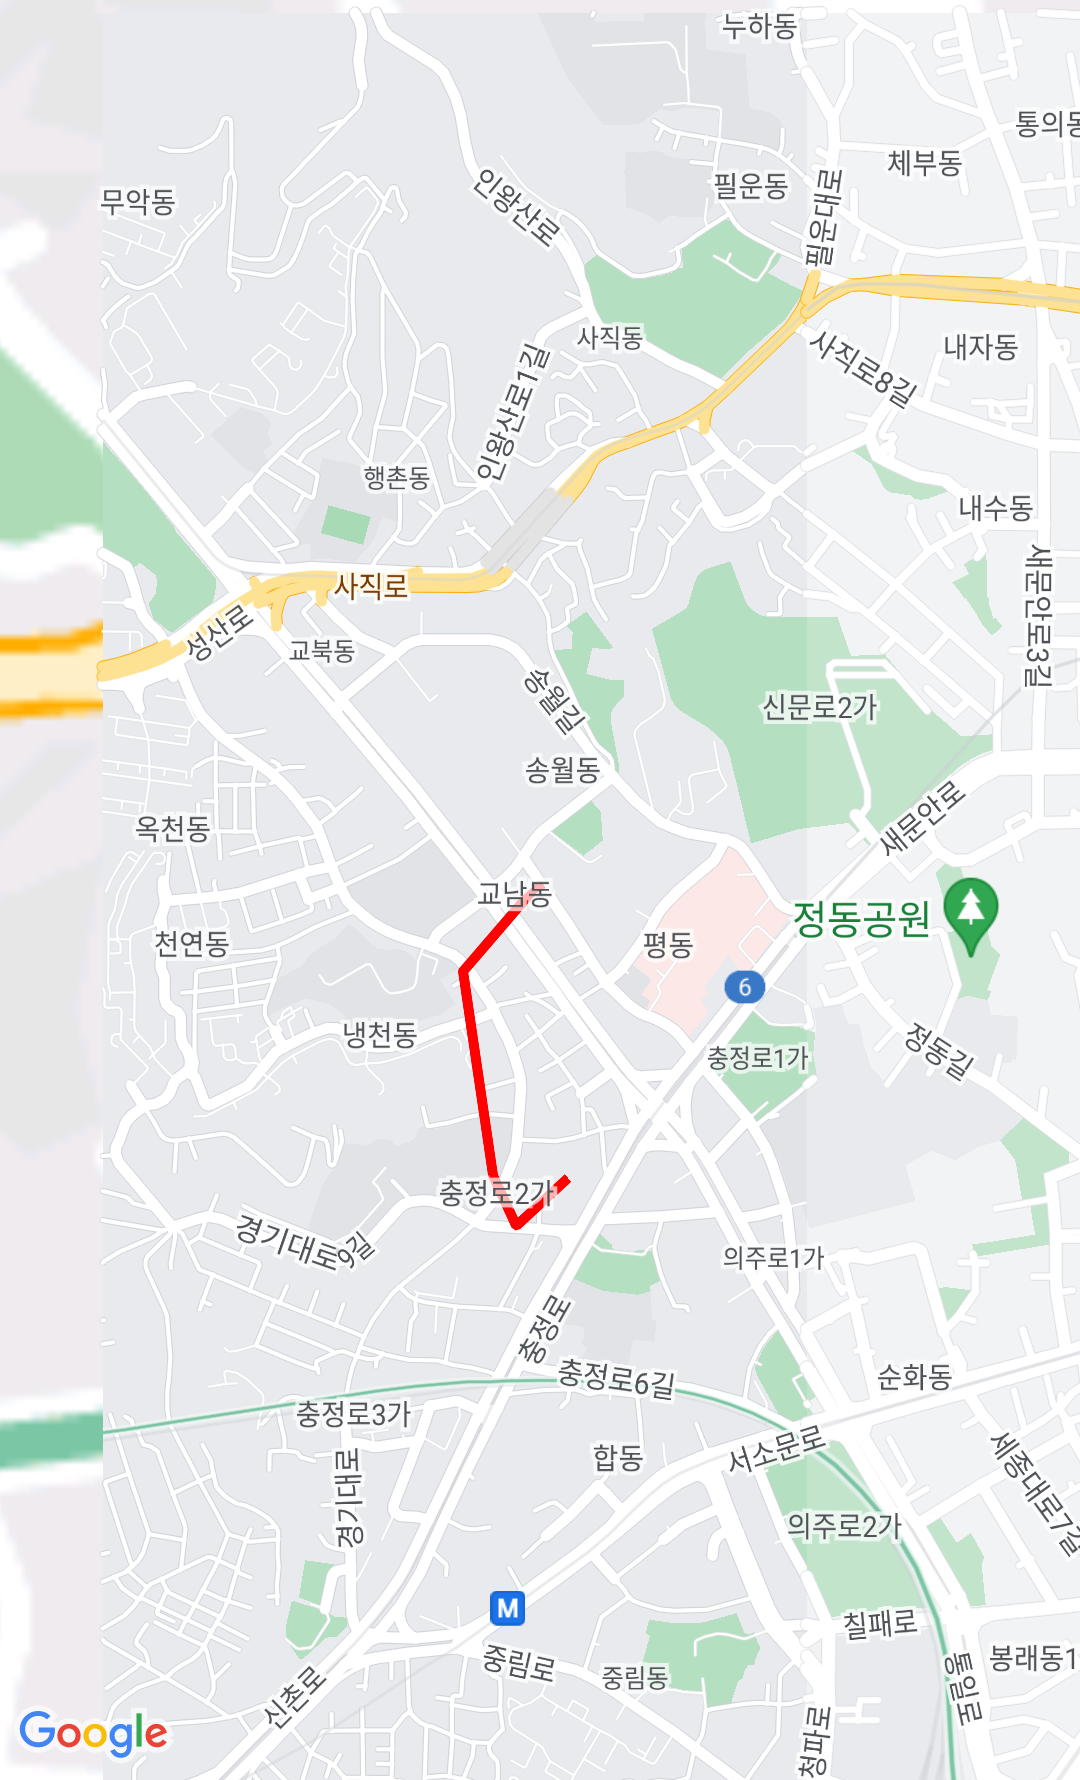 누하동
통의동
체부동
필운동
무악동
인왕산로
필운대로
사직동
내자동
사직로8길
인왕산로1길
행촌동
내수동
사직로
새문안로3길
성산로
교북동
송월길
신문로2가
송월동
새문안로
옥천동
교남동
정동공원
천연동
평동
6
냉천동
정동길
충정로1가
충정로2가
경기대로9길
의주로1가
충정로
순화동
충정로6길
충정로3가
서소문로
합동
세종대로7길
경기대로
의주로2가
M
칠패로
봉래동1
중림로
중림동
통일로
신촌로
청파로
Google